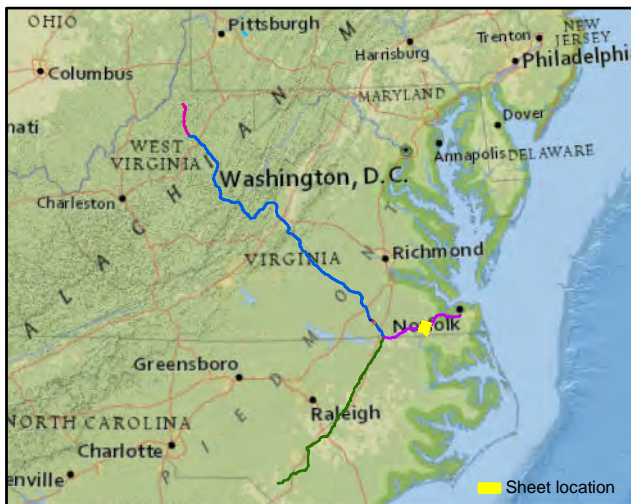 OHIO
Pittsburgh
Trenton
NEW
JERSEY
Harrisburg
Philadelphia
Columbus
MARYLAND
Dover
nati
WEST
VIRGINIA
Annapolis
DELAWARE
Washington, D.C.
Charleston
Richmond
VIRGINIA
Norfolk
Greensboro
Raleigh
NORTH CAROLINA
Charlotte
enville
A L A C H I A N M
P I E D M O N T
Sheet location